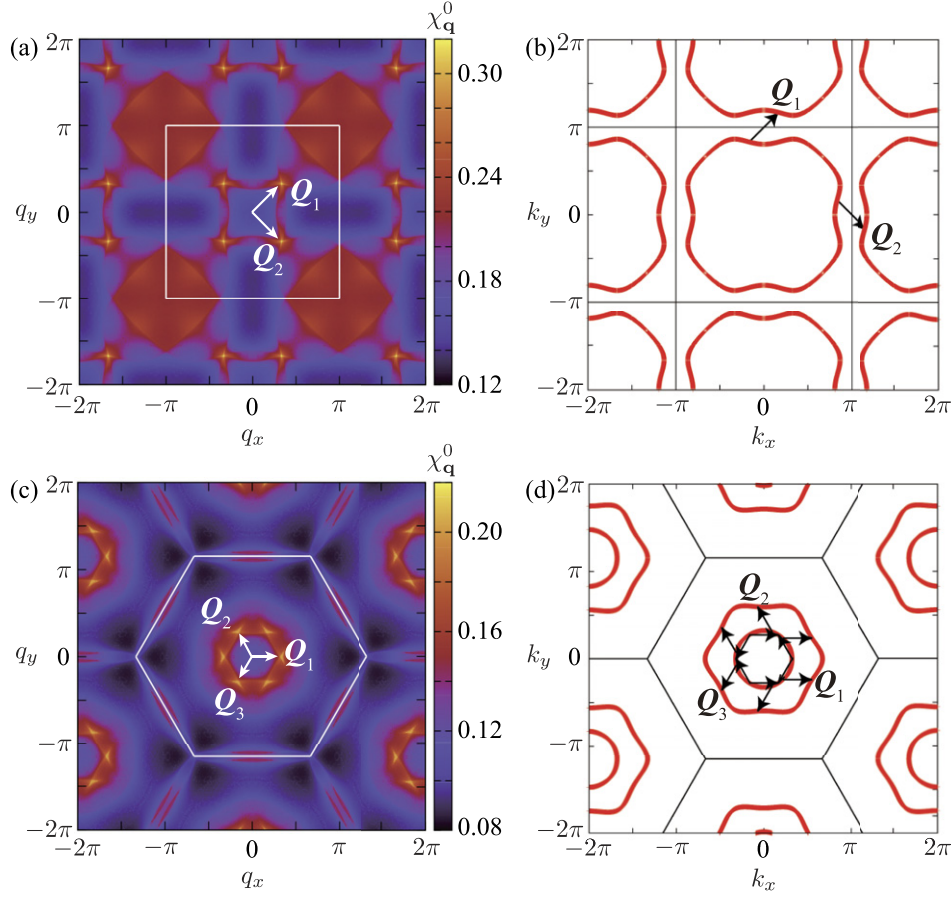 (a)
2π
π
0
−π
−2π
q_y
−2π
−π
0
π
2π
q_x
Q_1
Q_2
χ^0_q
0.30
0.24
0.18
0.12
(b)
2π
π
0
−π
−2π
k_y
−2π
−π
0
π
2π
k_x
Q_1
Q_2
(c)
2π
π
0
−π
−2π
q_y
−2π
−π
0
π
2π
q_x
Q_2
Q_1
Q_3
χ^0_q
0.20
0.16
0.12
0.08
(d)
2π
π
0
−π
−2π
k_y
−2π
−π
0
π
2π
k_x
Q_2
Q_3
Q_1